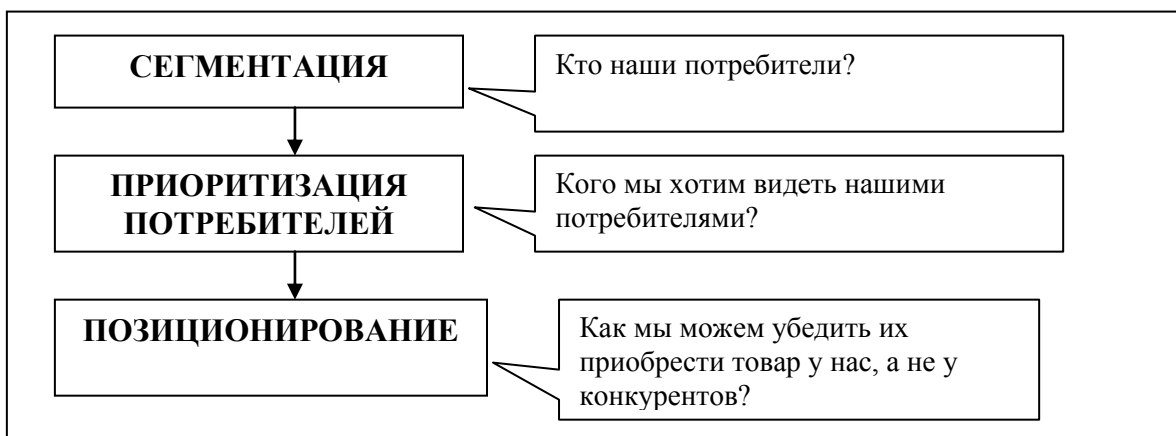 СЕГМЕНТАЦИЯ
Кто наши потребители?
ПРИОРИТИЗАЦИЯ
ПОТРЕБИТЕЛЕЙ
Кого мы хотим видеть нашими
потребителями?
ПОЗИЦИОНИРОВАНИЕ
Как мы можем убедить их
приобрести товар у нас, а не у
конкурентов?